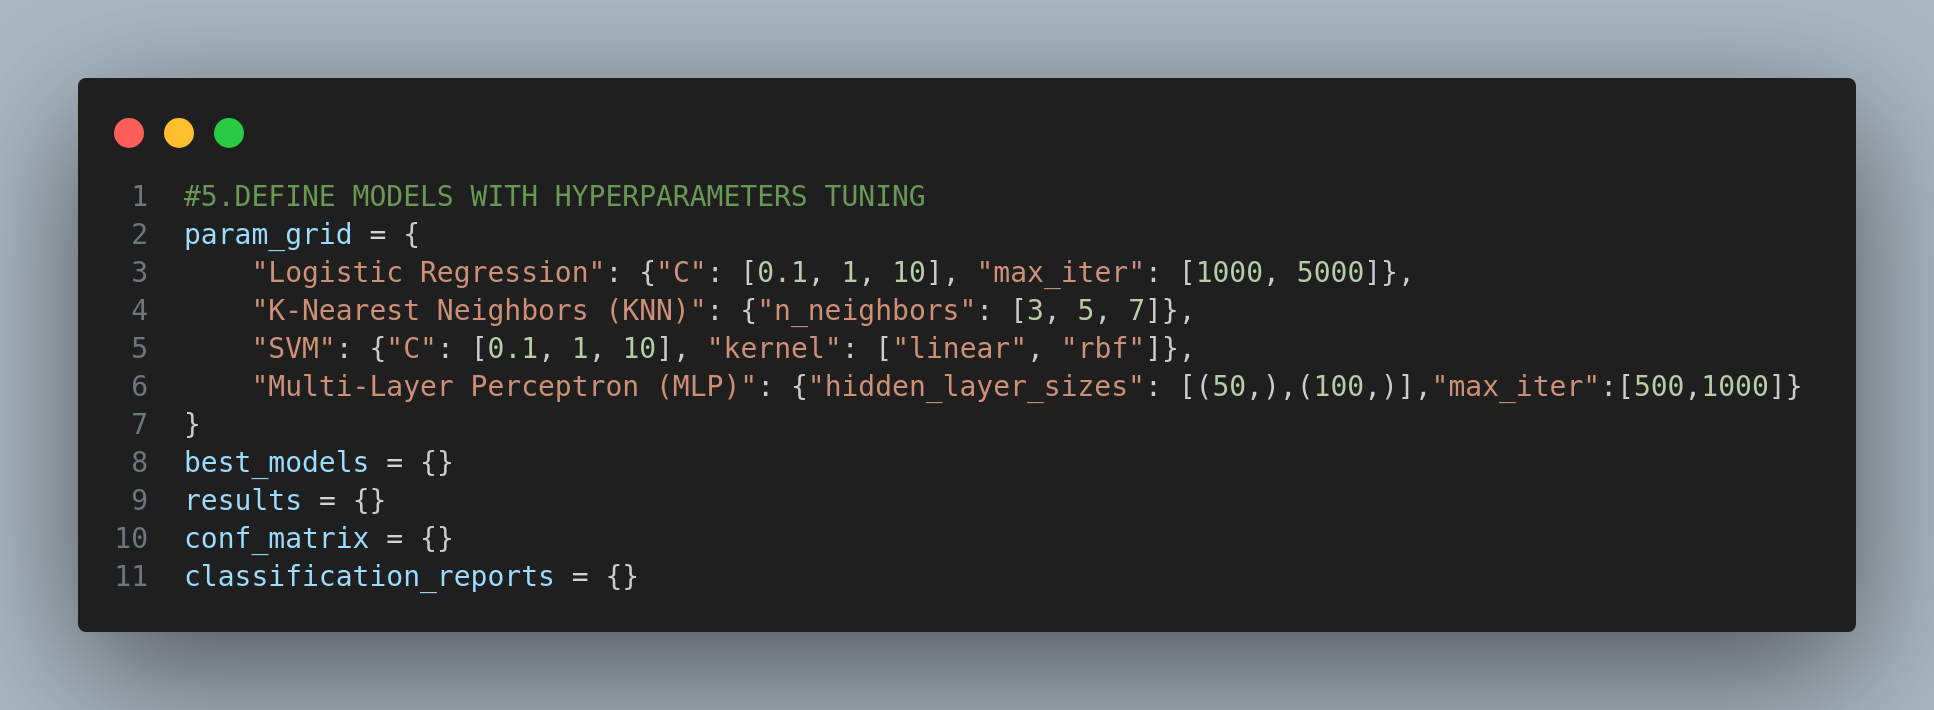 1 #5.DEFINE MODELS WITH HYPERPARAMETERS TUNING
2 param_grid = {
3     "Logistic Regression": {"C": [0.1, 1, 10], "max_iter": [1000, 5000]},
4     "K-Nearest Neighbors (KNN)": {"n_neighbors": [3, 5, 7]},
5     "SVM": {"C": [0.1, 1, 10], "kernel": ["linear", "rbf"]},
6     "Multi-Layer Perceptron (MLP)": {"hidden_layer_sizes": [(50,),(100,)],"max_iter":[500,1000]}
7 }
8 best_models = {}
9 results = {}
10 conf_matrix = {}
11 classification_reports = {}